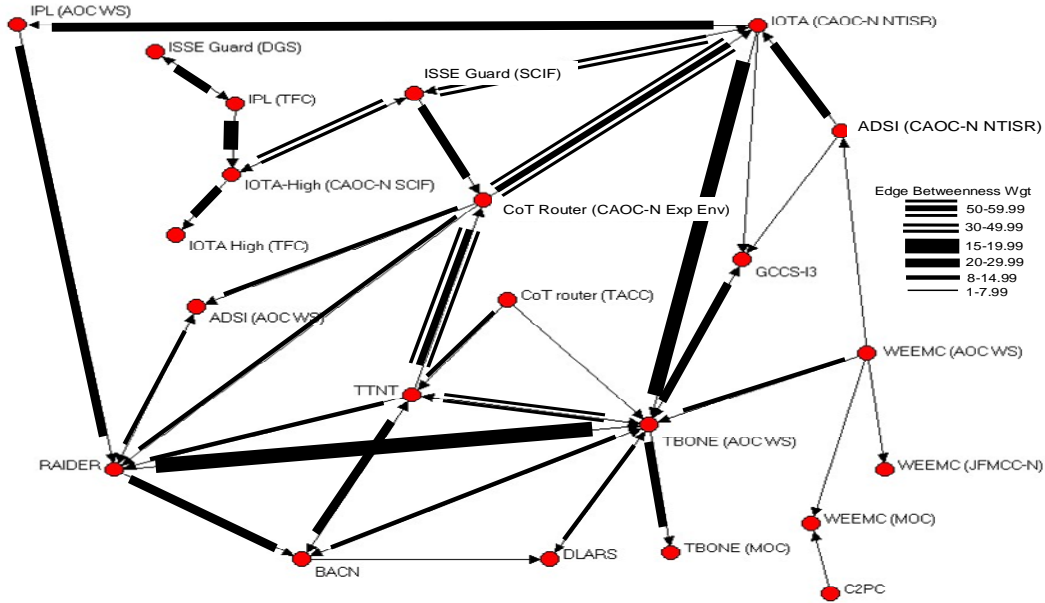 IPL (AOC WS)
IOTA (CAOC-N NTISR)
ISSE Guard (DGS)
ISSE Guard (SCIF)
IPL (TFC)
ADSI (CAOC-N NTISR)
IOTA-High (CAOC-N SCIF)
Edge Betweenness Wgt
50-59.99
30-49.99
15-19.99
20-29.99
8-14.99
1-7.99
CoT Router (CAOC-N Exp Env)
IOTA High (TFC)
GCCS-I3
CoT router (TACC)
ADSI (AOC WS)
WEEMC (AOC WS)
TTNT
TBONE (AOC WS)
RAIDER
WEEMC (JFMCC-N)
WEEMC (MOC)
TBONE (MOC)
DLARS
BACN
C2PC